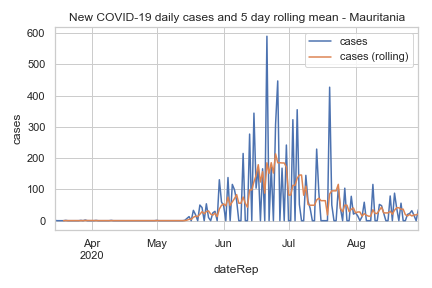 New COVID-19 daily cases and 5 day rolling mean - Mauritania
cases
cases (rolling)
600
500
400
300
200
100
0
cases
Apr
2020
May
Jun
Jul
Aug
dateRep